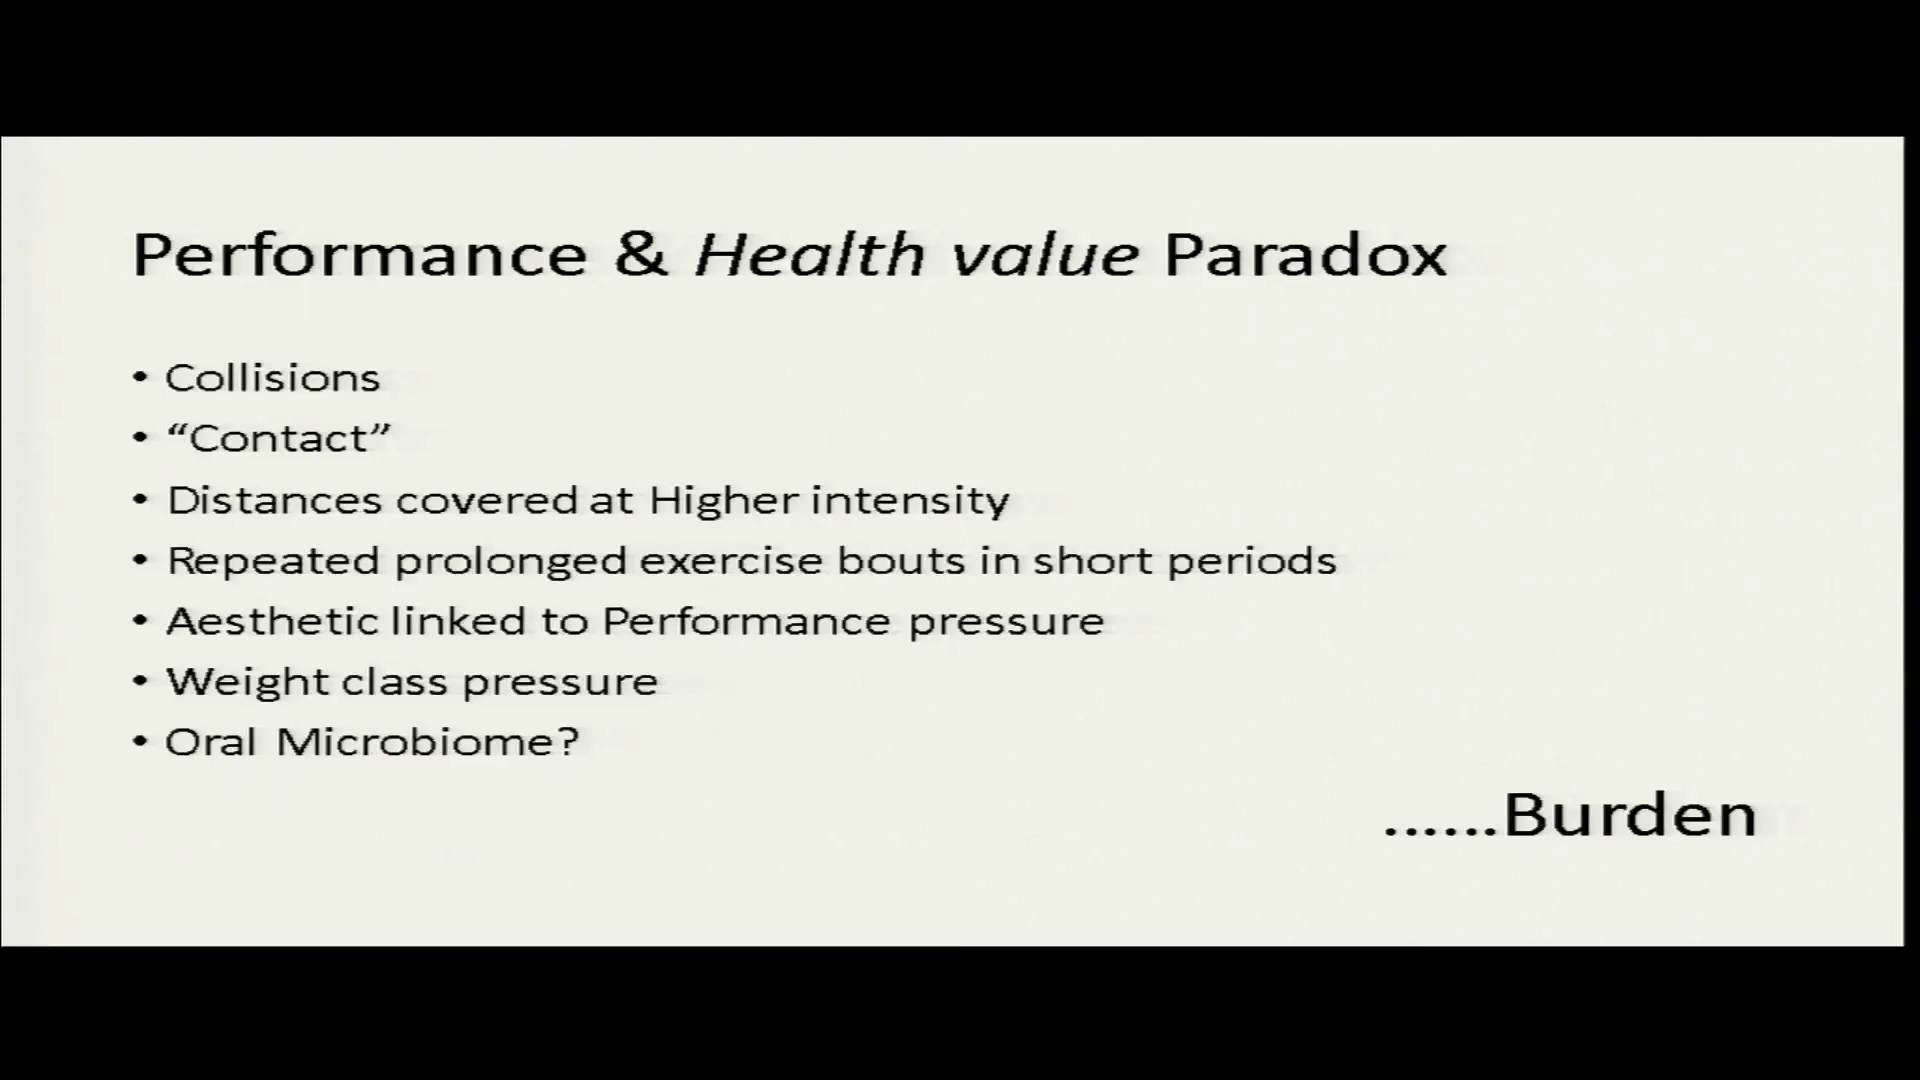 Performance & Health value Paradox
• Collisions
• “Contact”
• Distances covered at Higher intensity
• Repeated prolonged exercise bouts in short periods
• Aesthetic linked to Performance pressure
• Weight class pressure
• Oral Microbiome?
......Burden